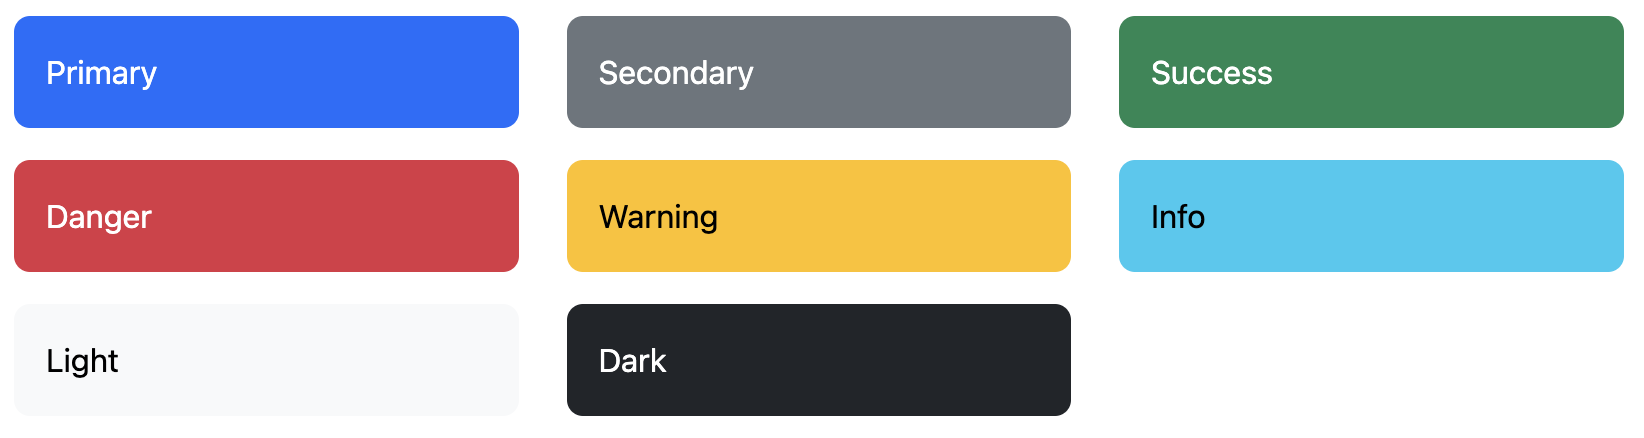 Primary
Secondary
Success
Danger
Warning
Info
Light
Dark